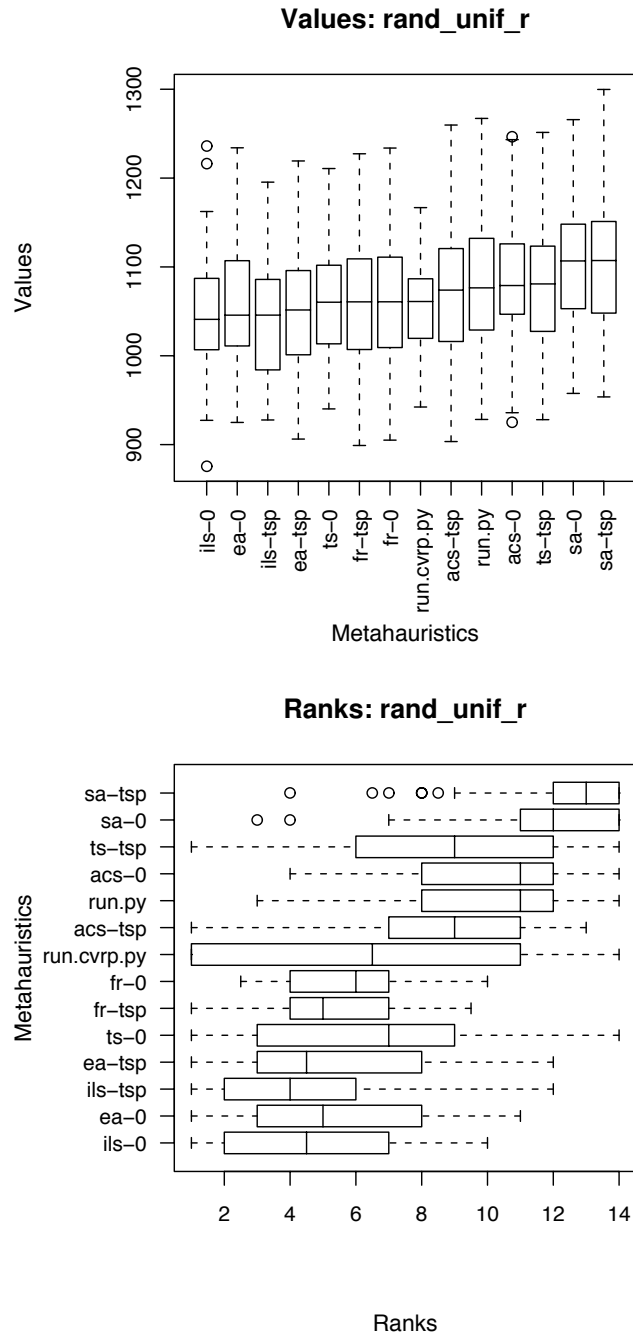 Values: rand_unif_r
1300
1200
1100
1000
900
Values
ils−0
ea−0
ils−tsp
ea−tsp
ts−0
fr−tsp
fr−0
run.cvrp.py
acs−tsp
run.py
acs−0
ts−tsp
sa−0
sa−tsp
Metahauristics
Ranks: rand_unif_r
sa−tsp
sa−0
ts−tsp
acs−0
run.py
acs−tsp
run.cvrp.py
fr−0
fr−tsp
ts−0
ea−tsp
ils−tsp
ea−0
ils−0
Metahauristics
2 4 6 8 10 12 14
Ranks